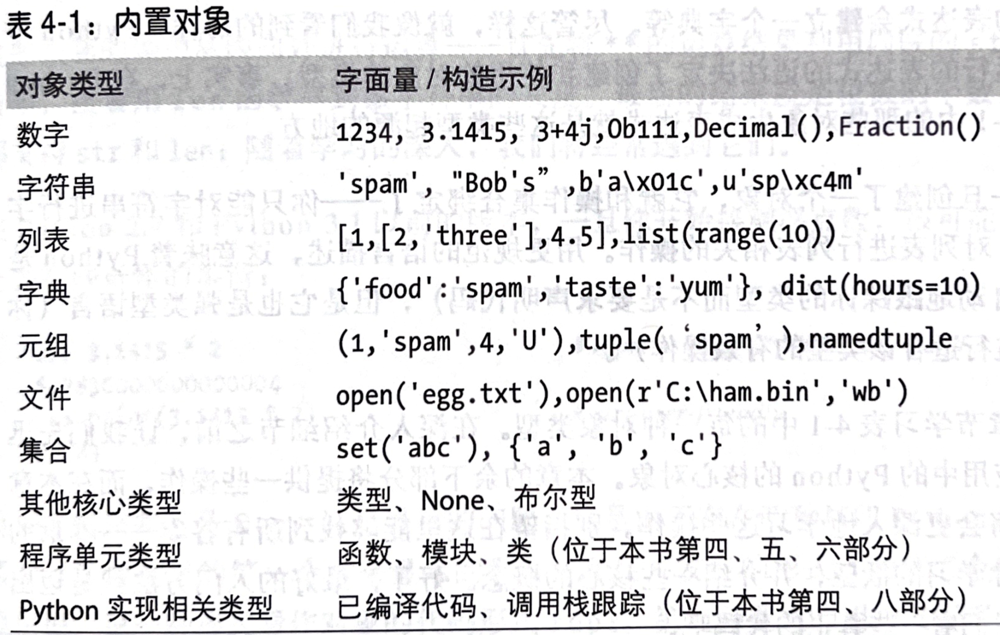 表 4-1：内置对象
对象类型 字面量 / 构造示例
数字 1234, 3.1415, 3+4j,0b111,Decimal(),Fraction()
字符串 'spam', "Bob's” ,b'a\x01c',u'sp\xc4m'
列表 [1,[2,'three'],4.5],list(range(10))
字典 {'food':'spam','taste':'yum'}, dict(hours=10)
元组 (1,'spam',4,'U'),tuple( ‘spam’ ),namedtuple
文件 open('egg.txt'),open(r'C:\ham.bin','wb')
集合 set('abc'), {'a', 'b', 'c'}
其他核心类型 类型、None、布尔型
程序单元类型 函数、模块、类（位于本书第四、五、六部分）
Python 实现相关类型 已编译代码、调用栈跟踪（位于本书第四、八部分）